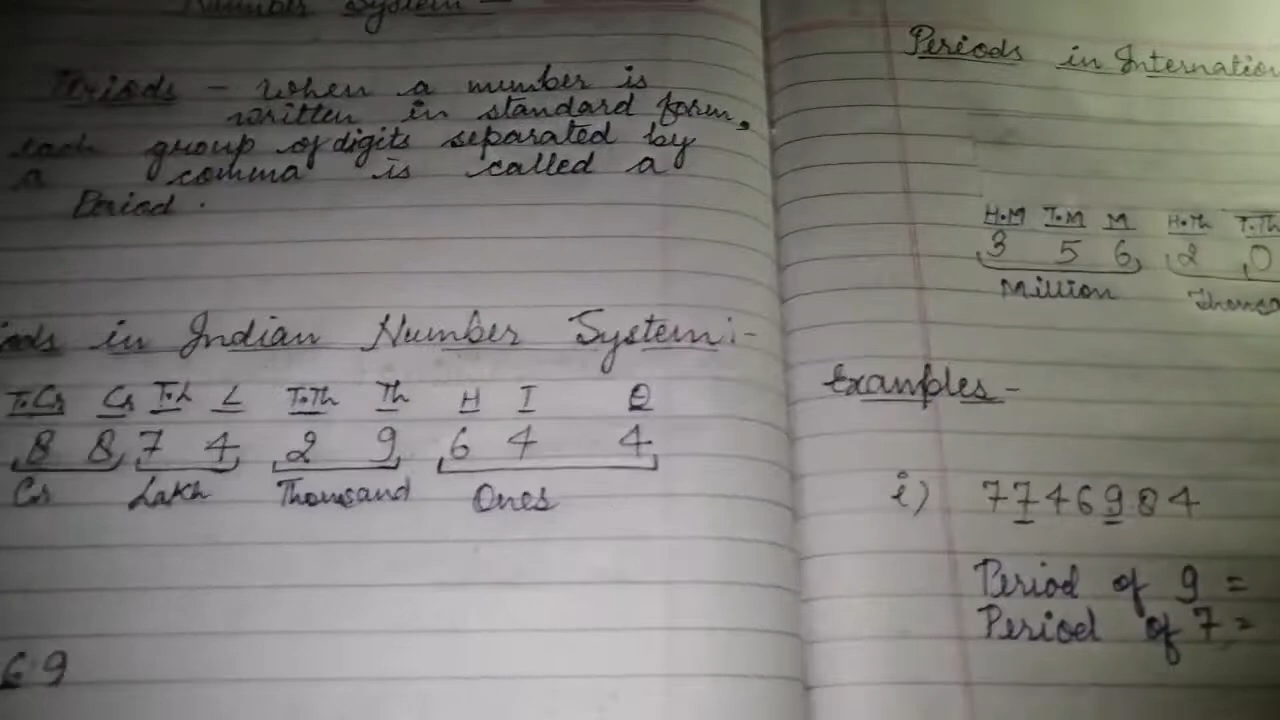 Number System -
Periods - when a number is
written in standard form,
each group of digits separated by
a comma is called a
Period.
in Indian Number System:-
T.Cr Cr T.L L T.Th Th H T O
8 8, 7 4, 2 9, 6 4 4
Cr Lakh Thousand Ones
69
Periods in Internation
H.M T.M M H.Th T.Th
3 5 6, 2 0
Million Thousa
Examples -
i) 7746984
Period of 9 =
Period of 7 =